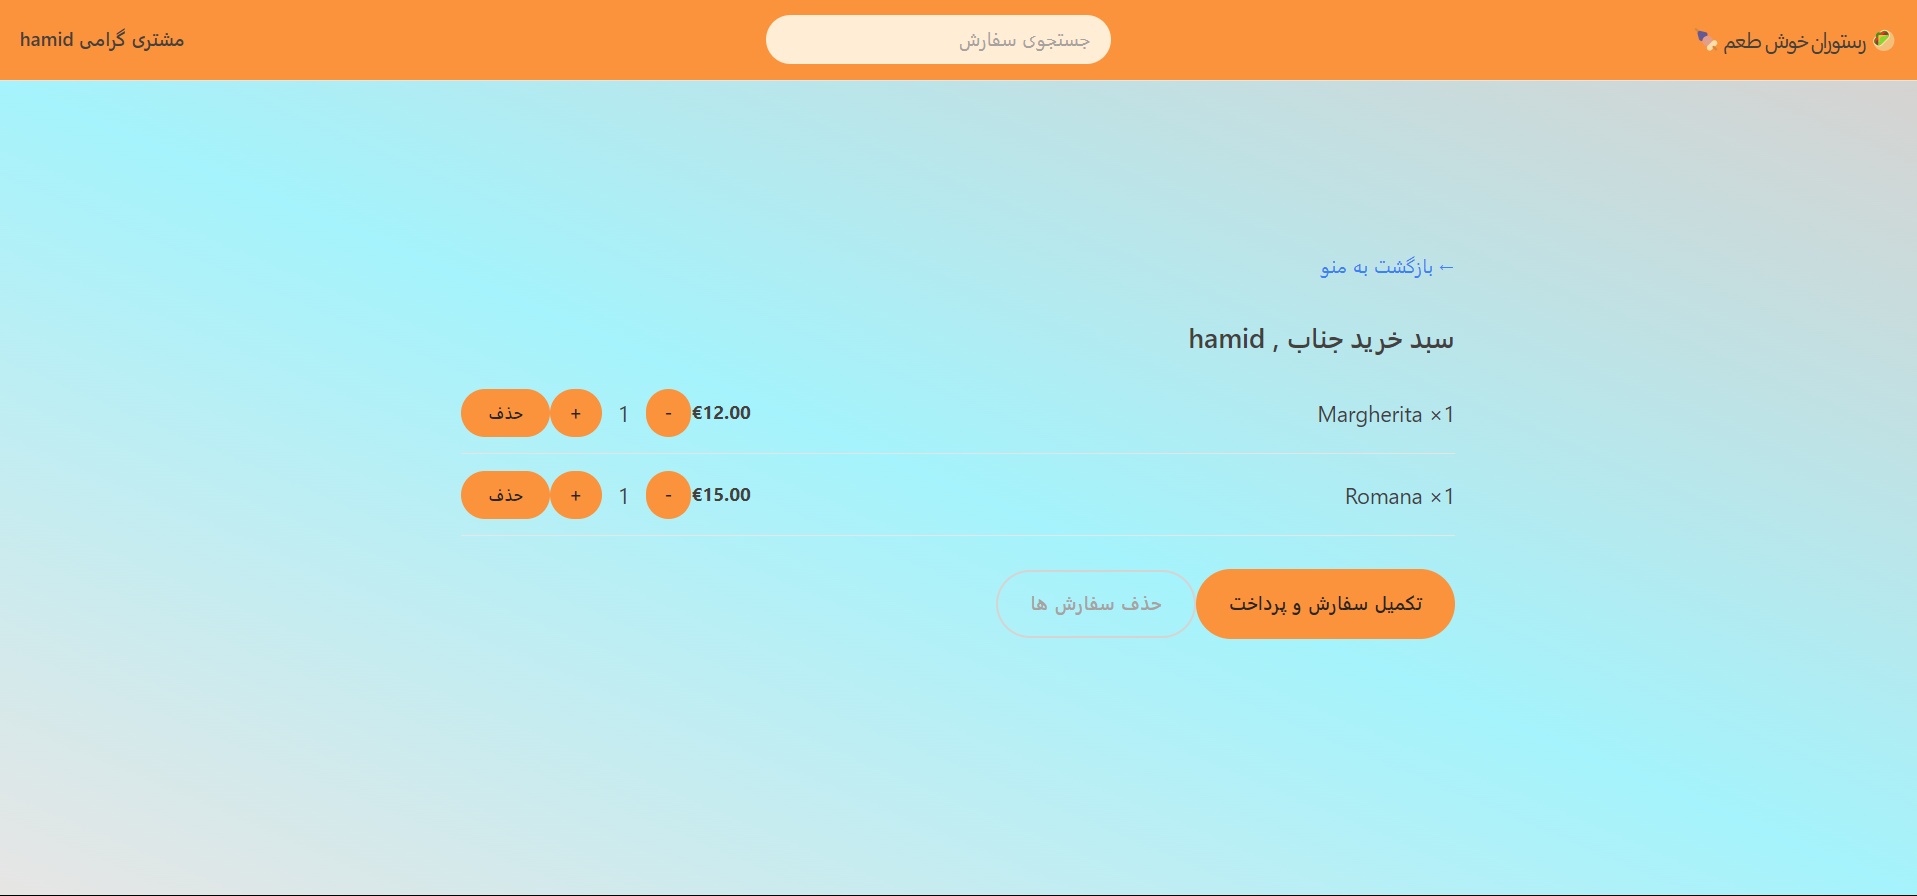 🥙 رستوران خوش طعم 🍡
جستجوی سفارش
مشتری گرامی hamid
← بازگشت به منو
سبد خرید جناب , hamid
1× Margherita
€12.00 - 1 + حذف
1× Romana
€15.00 - 1 + حذف
تکمیل سفارش و پرداخت
حذف سفارش ها